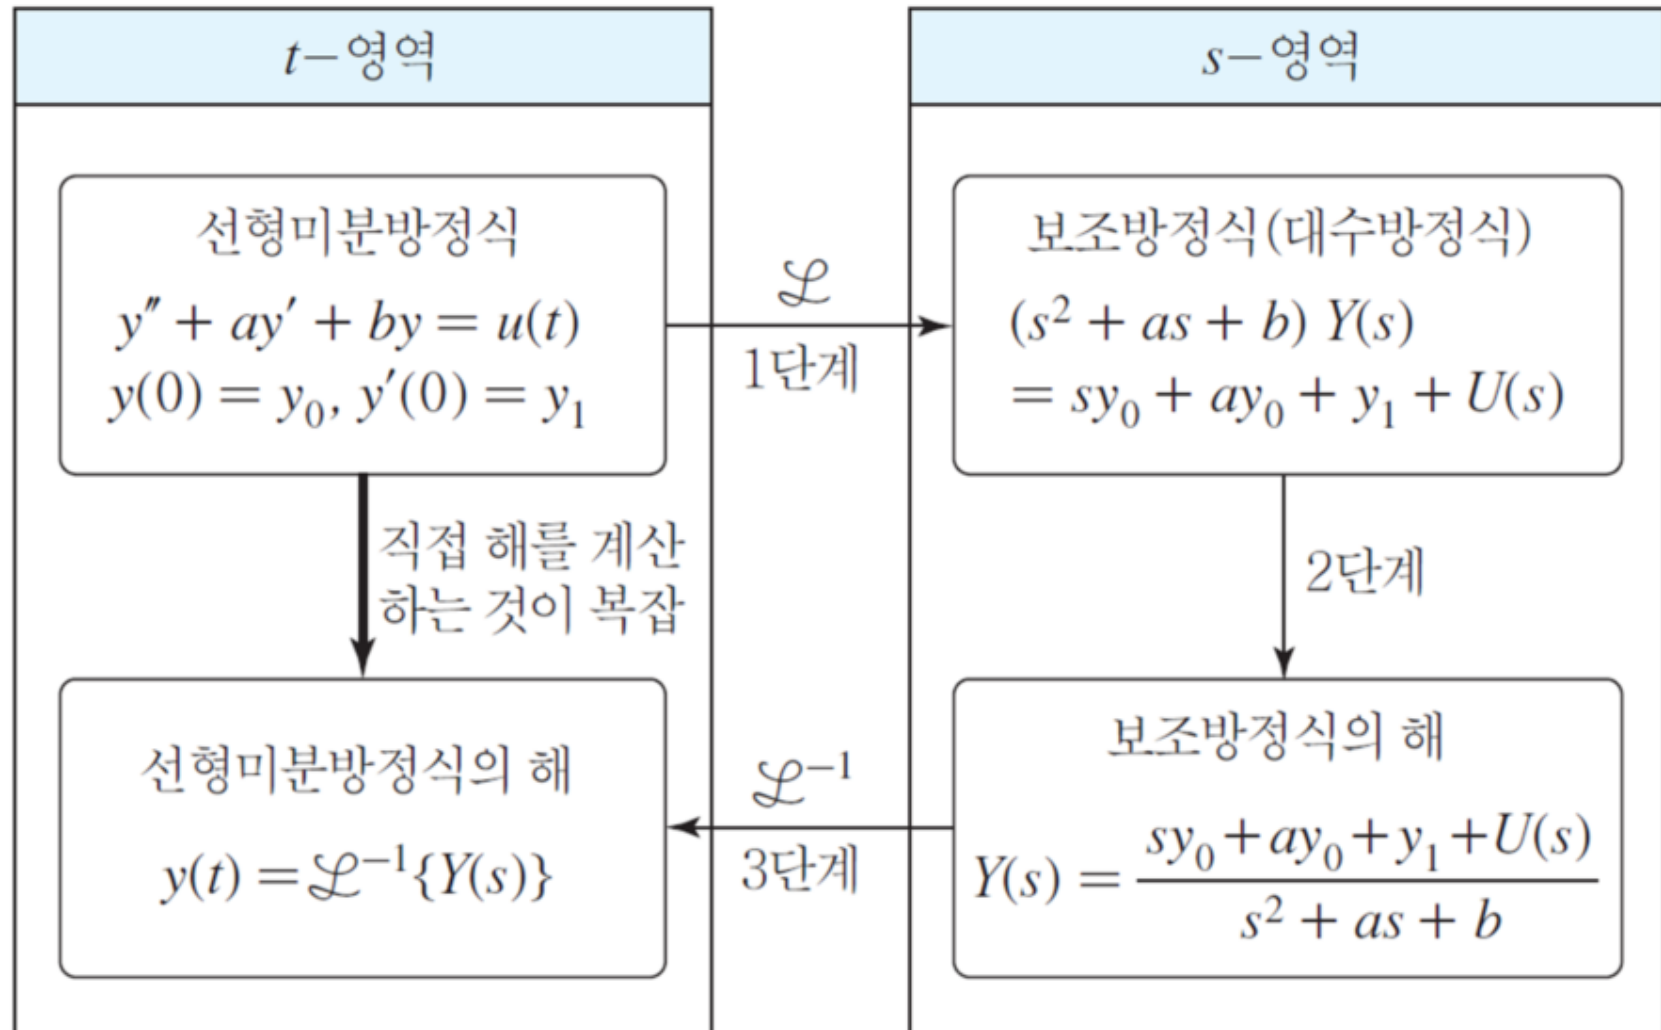 t–영역
선형미분방정식
y″ + ay′ + by = u(t)
y(0) = y₀, y′(0) = y₁
직접 해를 계산
하는 것이 복잡
선형미분방정식의 해
y(t) = ℒ⁻¹{Y(s)}
ℒ
1단계
ℒ⁻¹
3단계
s–영역
보조방정식(대수방정식)
(s² + as + b) Y(s)
= sy₀ + ay₀ + y₁ + U(s)
2단계
보조방정식의 해
sy₀ + ay₀ + y₁ + U(s)
Y(s) =
s² + as + b